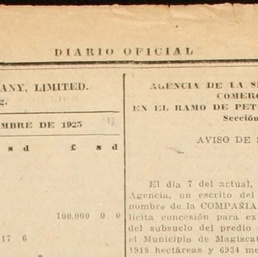 DIARIO OFICIAL
ANY, LIMITED.
g.
MBRE DE 1925
s d £ s d
100,000 0 0
17 6
AGENCIA DE LA SE
COMERC
EN EL RAMO DE PET
Sección
AVISO DE
El día 7 del actual,
Agencia, un escrito del
nombre de la COMPAÑIA
licita concesión para ex
del subsuelo del predio
el Municipio de Magiscat
1918 hectáreas y 6934 me